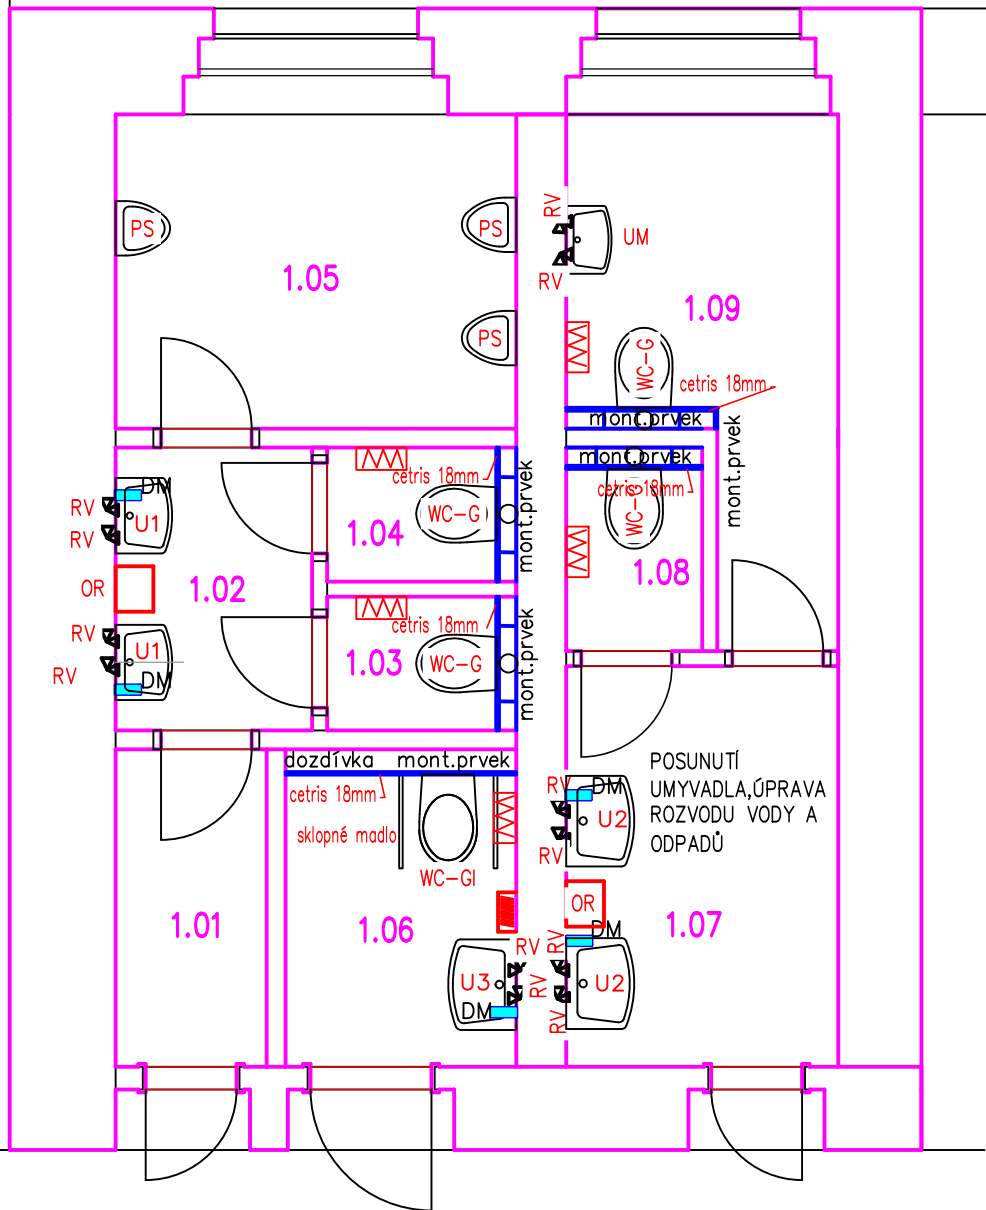 RV
PS
PS
UM
1.05
RV
1.09
PS
WC-G
cetris 18mm
mont.prvek
mont.prvek
mont.prvek
cetris 18mm
DM
cetris 18mm
mont.prvek
RV
U1
WC-G
WC-G
1.04
RV
1.08
OR
1.02
RV
cetris 18mm
mont.prvek
U1
1.03
WC-G
RV
DM
dozdívka
mont.prvek
POSUNUTÍ
UMYVADLA,ÚPRAVA
ROZVODU VODY A
ODPADŮ
cetris 18mm
RV
DM
sklopné madlo
U2
RV
WC-GI
OR
1.01
1.06
1.07
DM
RV
RV
U3
RV
U2
DM
RV